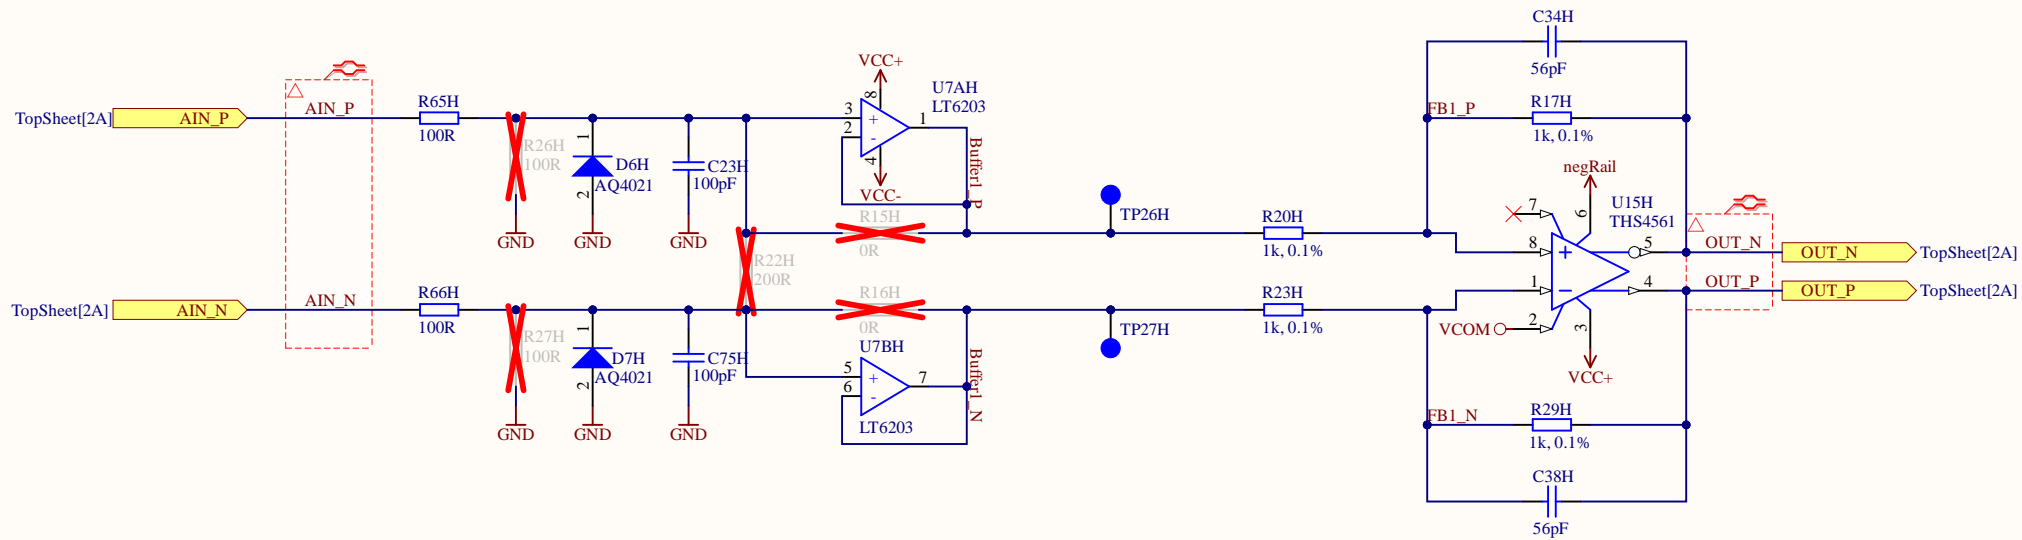 C34H
56pF
VCC+
8
U7AH
LT6203
TopSheet[2A]
AIN_P
AIN_P
R65H
100R
R26H
100R
1
2
D6H
AQ4021
C23H
100pF
GND
GND
GND
3
2
+
-
1
4
VCC-
Buffer1_P
R15H
0R
TP26H
R20H
1k, 0.1%
FB1_P
R17H
1k, 0.1%
negRail
7
6
U15H
THS4561
8
5
OUT_N
OUT_N
TopSheet[2A]
1
4
OUT_P
OUT_P
TopSheet[2A]
VCOM
2
3
VCC+
R22H
200R
TopSheet[2A]
AIN_N
AIN_N
R66H
100R
R27H
100R
1
2
D7H
AQ4021
C75H
100pF
GND
GND
GND
R16H
0R
U7BH
5
6
+
-
7
LT6203
Buffer1_N
TP27H
R23H
1k, 0.1%
FB1_N
R29H
1k, 0.1%
C38H
56pF